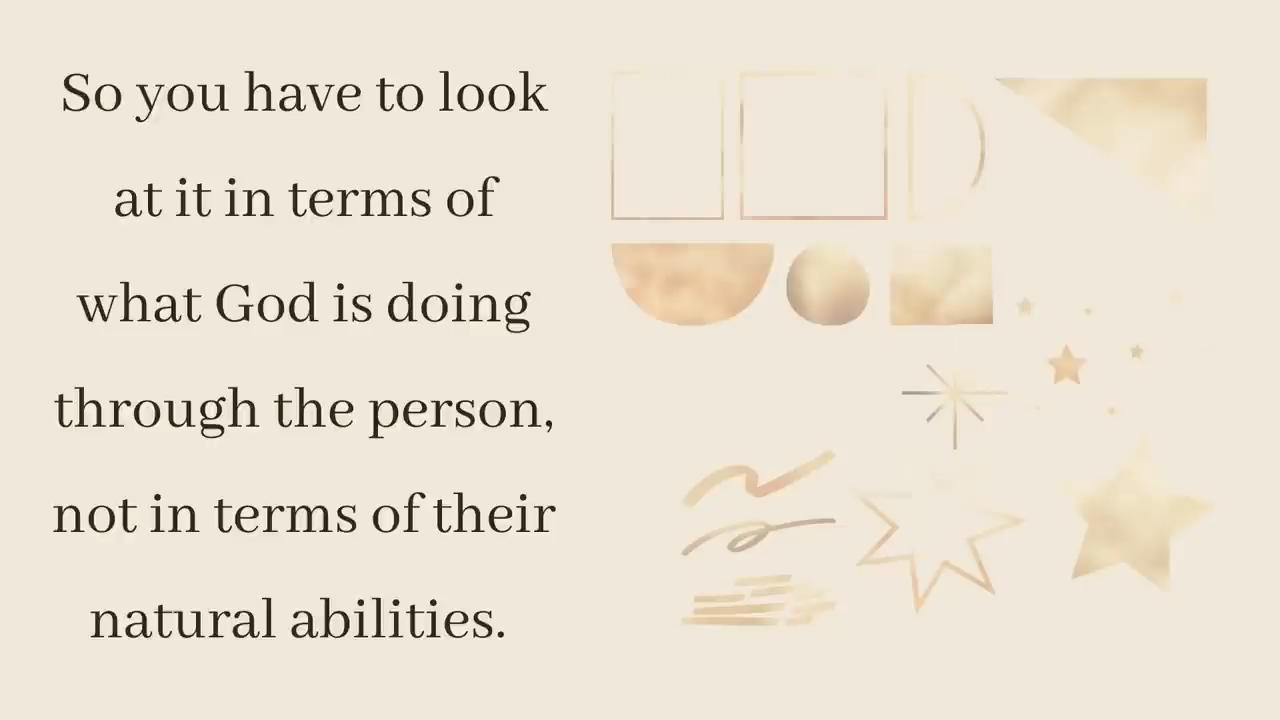 So you have to look
at it in terms of
what God is doing
through the person,
not in terms of their
natural abilities.